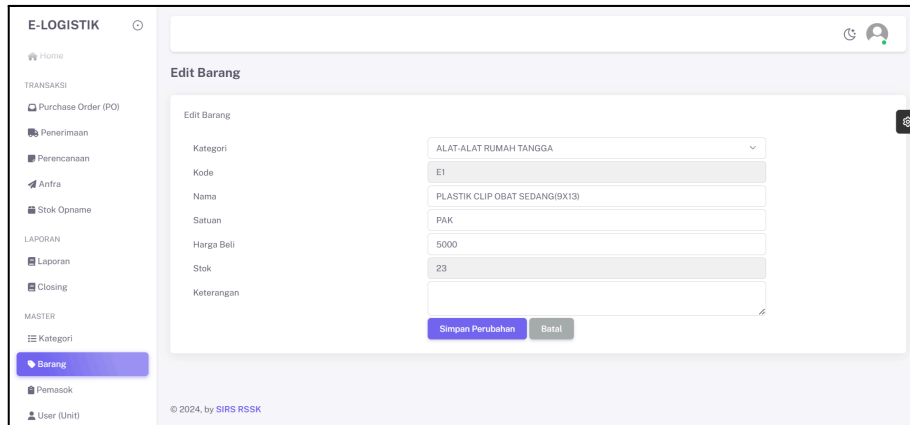 E-LOGISTIK
Home
TRANSAKSI
Purchase Order (PO)
Penerimaan
Perencanaan
Anfra
Stok Opname
LAPORAN
Laporan
Closing
MASTER
Kategori
Barang
Pemasok
User (Unit)
Edit Barang
Edit Barang
Kategori ALAT-ALAT RUMAH TANGGA
Kode E1
Nama PLASTIK CLIP OBAT SEDANG(9X13)
Satuan PAK
Harga Beli 5000
Stok 23
Keterangan
Simpan Perubahan Batal
© 2024, by SIRS RSSK